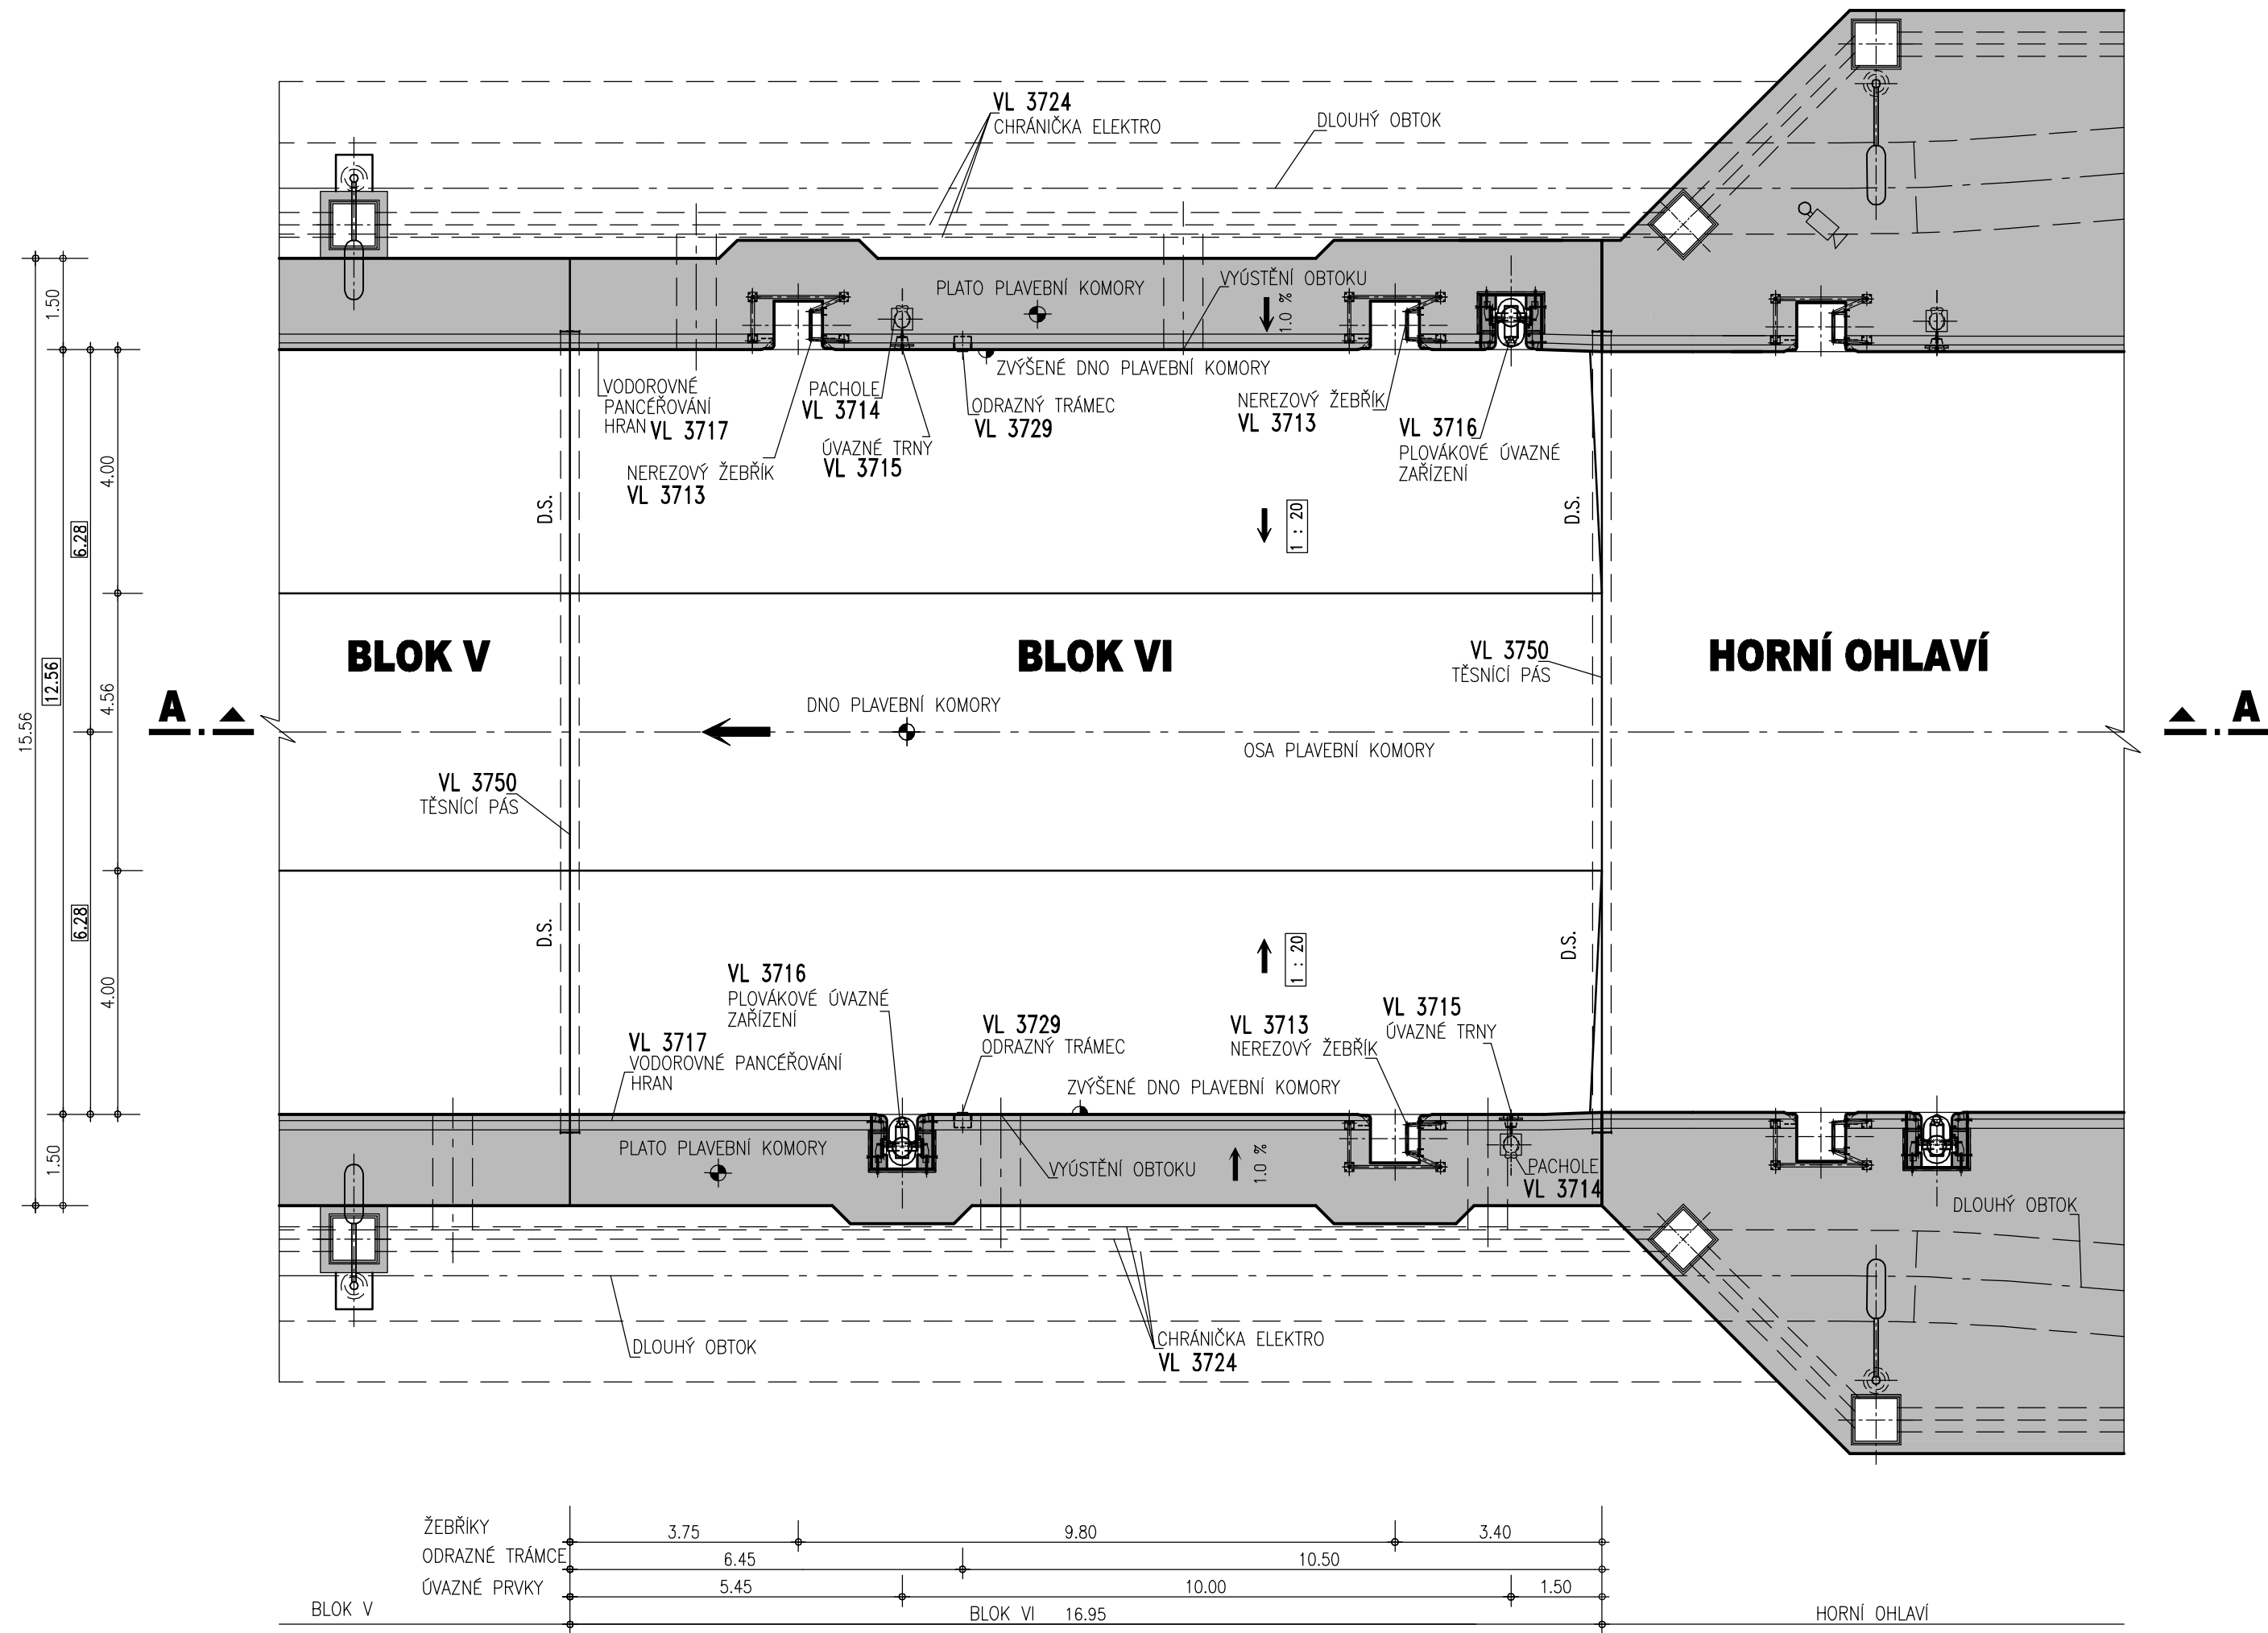 VL 3724
CHRÁNIČKA ELEKTRO
DLOUHÝ OBTOK
PLATO PLAVEBNÍ KOMORY
VYÚSTĚNÍ OBTOKU
1.0 %
1.50
ZVÝŠENÉ DNO PLAVEBNÍ KOMORY
VODOROVNÉ
PANCÉŘOVÁNÍ
HRAN VL 3717
PACHOLE
VL 3714
ODRAZNÝ TRÁMEC
VL 3729
NEREZOVÝ ŽEBŘÍK
VL 3713
VL 3716
PLOVÁKOVÉ ÚVAZNÉ
ZAŘÍZENÍ
ÚVAZNÉ TRNY
VL 3715
NEREZOVÝ ŽEBŘÍK
VL 3713
4.00
6.28
D.S.
1 : 20
D.S.
BLOK V
BLOK VI
HORNÍ OHLAVÍ
VL 3750
TĚSNÍCÍ PÁS
15.56
12.56
4.56
A
DNO PLAVEBNÍ KOMORY
OSA PLAVEBNÍ KOMORY
A
VL 3750
TĚSNÍCÍ PÁS
6.28
4.00
D.S.
1 : 20
D.S.
VL 3716
PLOVÁKOVÉ ÚVAZNÉ
ZAŘÍZENÍ
VL 3717
VODOROVNÉ PANCÉŘOVÁNÍ
HRAN
VL 3729
ODRAZNÝ TRÁMEC
VL 3713
NEREZOVÝ ŽEBŘÍK
VL 3715
ÚVAZNÉ TRNY
ZVÝŠENÉ DNO PLAVEBNÍ KOMORY
1.50
PLATO PLAVEBNÍ KOMORY
VYÚSTĚNÍ OBTOKU
1.0 %
PACHOLE
VL 3714
DLOUHÝ OBTOK
DLOUHÝ OBTOK
CHRÁNIČKA ELEKTRO
VL 3724
ŽEBŘÍKY 3.75 9.80 3.40
ODRAZNÉ TRÁMCE 6.45 10.50
ÚVAZNÉ PRVKY 5.45 10.00 1.50
BLOK V BLOK VI 16.95 HORNÍ OHLAVÍ